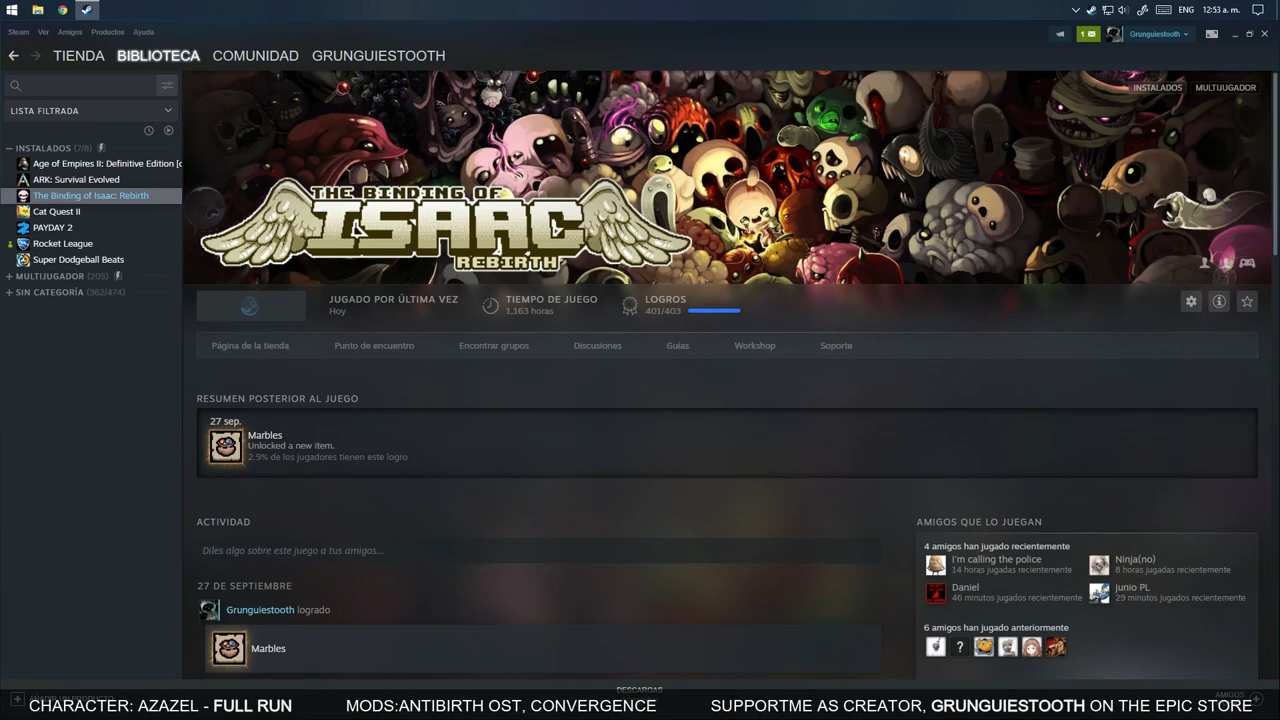 ENG
12:53 a. m.
Steam
Ver
Amigos
Productos
Ayuda
1
Grunguiestooth
TIENDA
BIBLIOTECA
COMUNIDAD
GRUNGUIESTOOTH
LISTA FILTRADA
INSTALADOS
MULTIJUGADOR
INSTALADOS (7/8)
Age of Empires II: Definitive Edition [
ARK: Survival Evolved
The Binding of Isaac: Rebirth
Cat Quest II
PAYDAY 2
Rocket League
Super Dodgeball Beats
MULTIJUGADOR (205)
SIN CATEGORÍA (362/474)
THE BINDING OF
ISAAC
REBIRTH
JUGADO POR ÚLTIMA VEZ
Hoy
TIEMPO DE JUEGO
1,163 horas
LOGROS
401/403
Página de la tienda
Punto de encuentro
Encontrar grupos
Discusiones
Guías
Workshop
Soporte
RESUMEN POSTERIOR AL JUEGO
27 sep.
Marbles
Unlocked a new item.
2.9% de los jugadores tienen este logro
ACTIVIDAD
Diles algo sobre este juego a tus amigos...
27 DE SEPTIEMBRE
Grunguiestooth logrado
Marbles
AMIGOS QUE LO JUEGAN
4 amigos han jugado recientemente
I'm calling the police
14 horas jugadas recientemente
Ninja(no)
8 horas jugadas recientemente
Daniel
46 minutos jugados recientemente
junio PL
29 minutos jugados recientemente
6 amigos han jugado anteriormente
?
DESCARGAS
AÑADIR UN PRODUCTO
AMIGOS
CHARACTER: AZAZEL - FULL RUN
MODS:ANTIBIRTH OST, CONVERGENCE
SUPPORTME AS CREATOR, GRUNGUIESTOOTH ON THE EPIC STORE